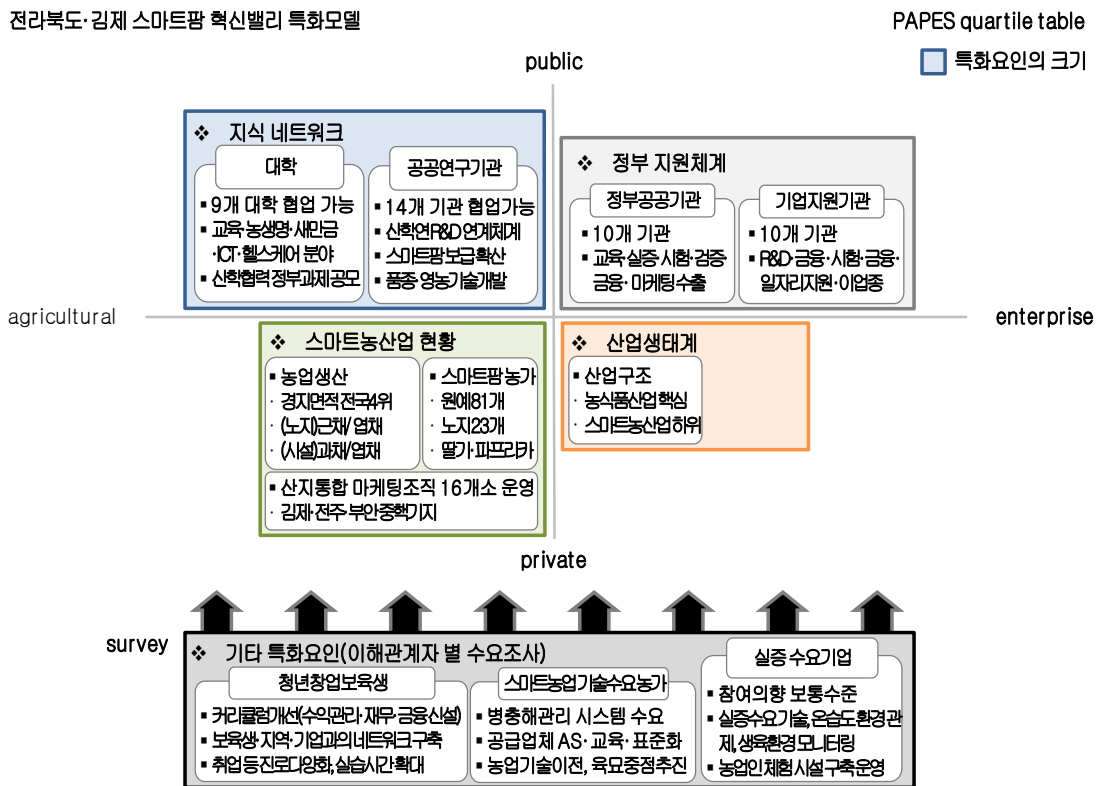 전라북도·김제 스마트팜 혁신밸리 특화모델
PAPES quartile table
특화요인의 크기
public
❖ 지식 네트워크
대학
▪ 9개 대학 협업 가능
▪ 교육·농생명·새만금
·ICT·헬스케어 분야
▪ 산학협력 정부과제 공모
공공연구기관
▪ 14개 기관 협업가능
▪ 산학연 R&D 연계체계
▪ 스마트팜 보급 확산
▪ 품종·영농기술개발
❖ 정부 지원체계
정부공공기관
▪ 10개 기관
▪ 교육·실증·시험·검증·
금융·마케팅 수출
기업지원기관
▪ 10개 기관
▪ R&D·금융·시험·금융·
일자리지원·이업종
agricultural
enterprise
❖ 스마트농산업 현황
▪ 농업생산
· 경지면적 전국4위
· (노지)근채/ 엽채
· (시설)과채/엽채
▪ 스마트팜 농가
· 원예81개
· 노지23개
· 딸기·파프리카
▪ 산지통합 마케팅조직 16개소 운영
· 김제·전주·부안 중핵기지
❖ 산업생태계
▪ 산업구조
· 농식품산업 핵심
· 스마트농산업 하위
private
survey
❖ 기타 특화요인(이해관계자 별 수요조사)
청년창업보육생
▪ 커리큘럼개선(수익관리·재무·금융 신설)
▪ 보육생·지역·기업과의 네트워크 구축
▪ 취업 등 진로다양화, 실습시간 확대
스마트농업기술수요농가
▪ 병충해관리 시스템 수요
▪ 공급업체 AS·교육·표준화
▪ 농업기술이전, 육묘중점추진
실증 수요기업
▪ 참여의향 보통수준
▪ 실증수요기술, 온습도 환경 관
제, 생육환경 모니터링
▪ 농업인 체험 시설 구축 운영